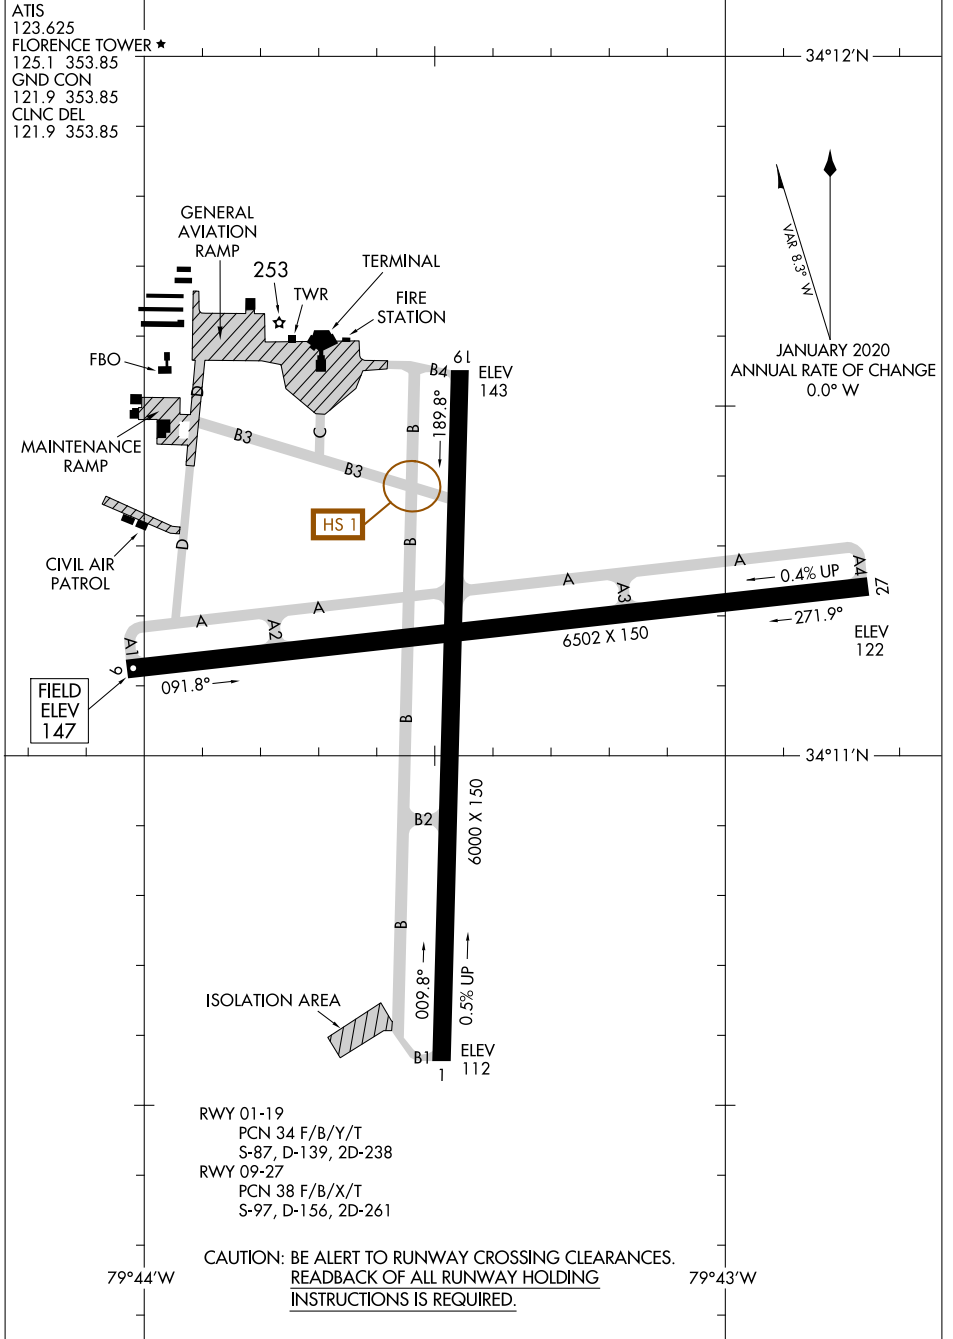 ATIS
123.625
FLORENCE TOWER ★
125.1 353.85
GND CON
121.9 353.85
CLNC DEL
121.9 353.85
34°12'N
VAR 8.3° W
JANUARY 2020
ANNUAL RATE OF CHANGE
0.0° W
GENERAL
AVIATION
RAMP
253
TWR
TERMINAL
FIRE
STATION
FBO
MAINTENANCE
RAMP
CIVIL AIR
PATROL
19
ELEV
143
B4
189.8°
B
D
B3
C
B3
HS 1
B
D
A
A
A
A
0.4% UP
A4
27
271.9°
ELEV
122
A3
A2
A1
9
6502 X 150
091.8°
FIELD
ELEV
147
B
34°11'N
B2
6000 X 150
B
009.8°
0.5% UP
ISOLATION AREA
B1
ELEV
112
1
RWY 01-19
PCN 34 F/B/Y/T
S-87, D-139, 2D-238
RWY 09-27
PCN 38 F/B/X/T
S-97, D-156, 2D-261
CAUTION: BE ALERT TO RUNWAY CROSSING CLEARANCES.
READBACK OF ALL RUNWAY HOLDING
INSTRUCTIONS IS REQUIRED.
79°44'W
79°43'W